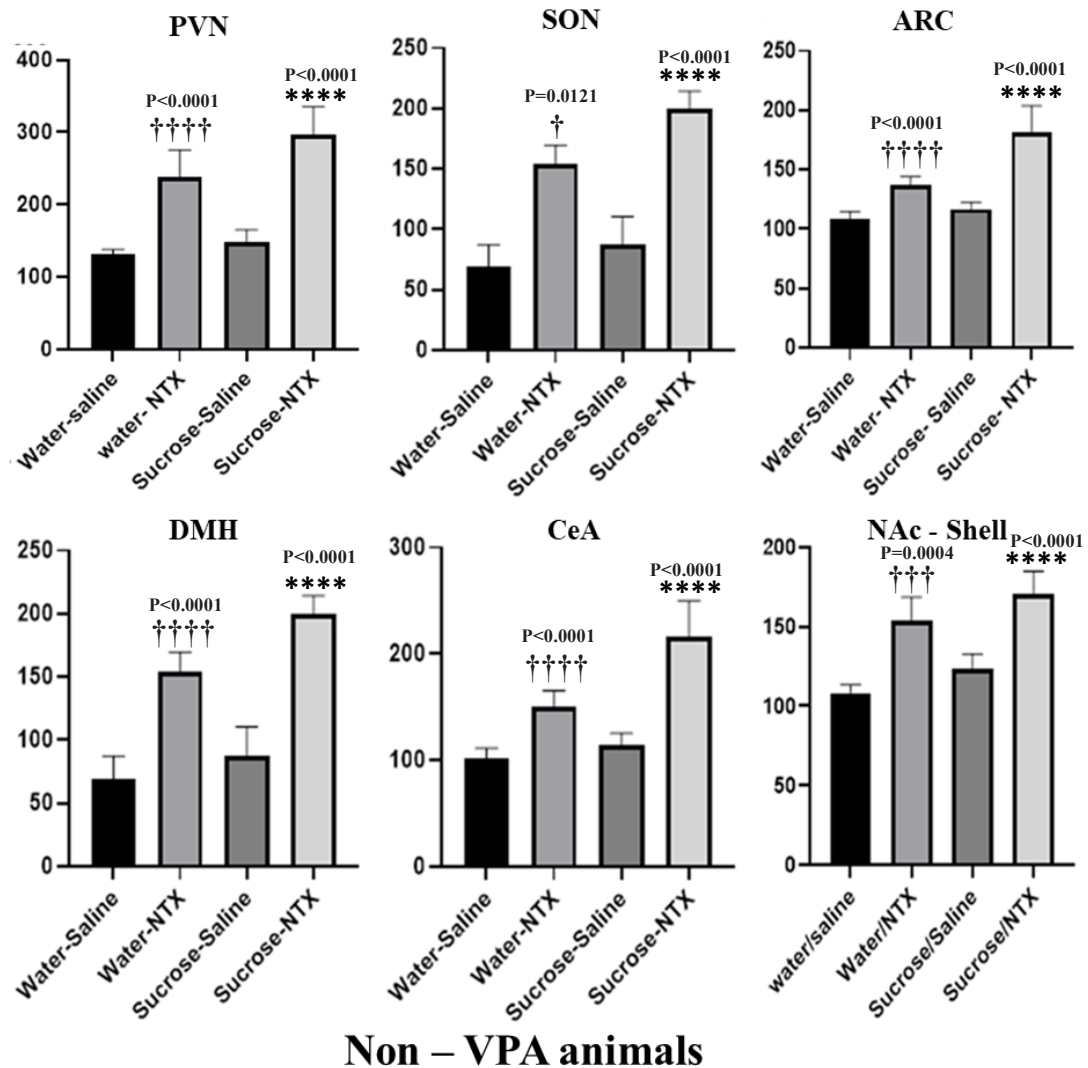 PVN
400
300
200
100
0
P<0.0001
††††
P<0.0001
****
Water-saline
water- NTX
Sucrose-Saline
Sucrose-NTX
SON
250
200
150
100
50
0
P=0.0121
†
P<0.0001
****
Water-Saline
Water-NTX
Sucrose-Saline
Sucrose-NTX
ARC
250
200
150
100
50
0
P<0.0001
††††
P<0.0001
****
Water-Saline
Water- NTX
Sucrose- Saline
Sucrose- NTX
DMH
250
200
150
100
50
0
P<0.0001
††††
P<0.0001
****
Water-Saline
Water-NTX
Sucrose-Saline
Sucrose-NTX
CeA
300
200
100
0
P<0.0001
††††
P<0.0001
****
Water-Saline
Water-NTX
Sucrose-Saline
Sucrose-NTX
NAc - Shell
200
150
100
50
0
P=0.0004
†††
P<0.0001
****
water/saline
Water/NTX
Sucrose/Saline
Sucrose/NTX
Non – VPA animals